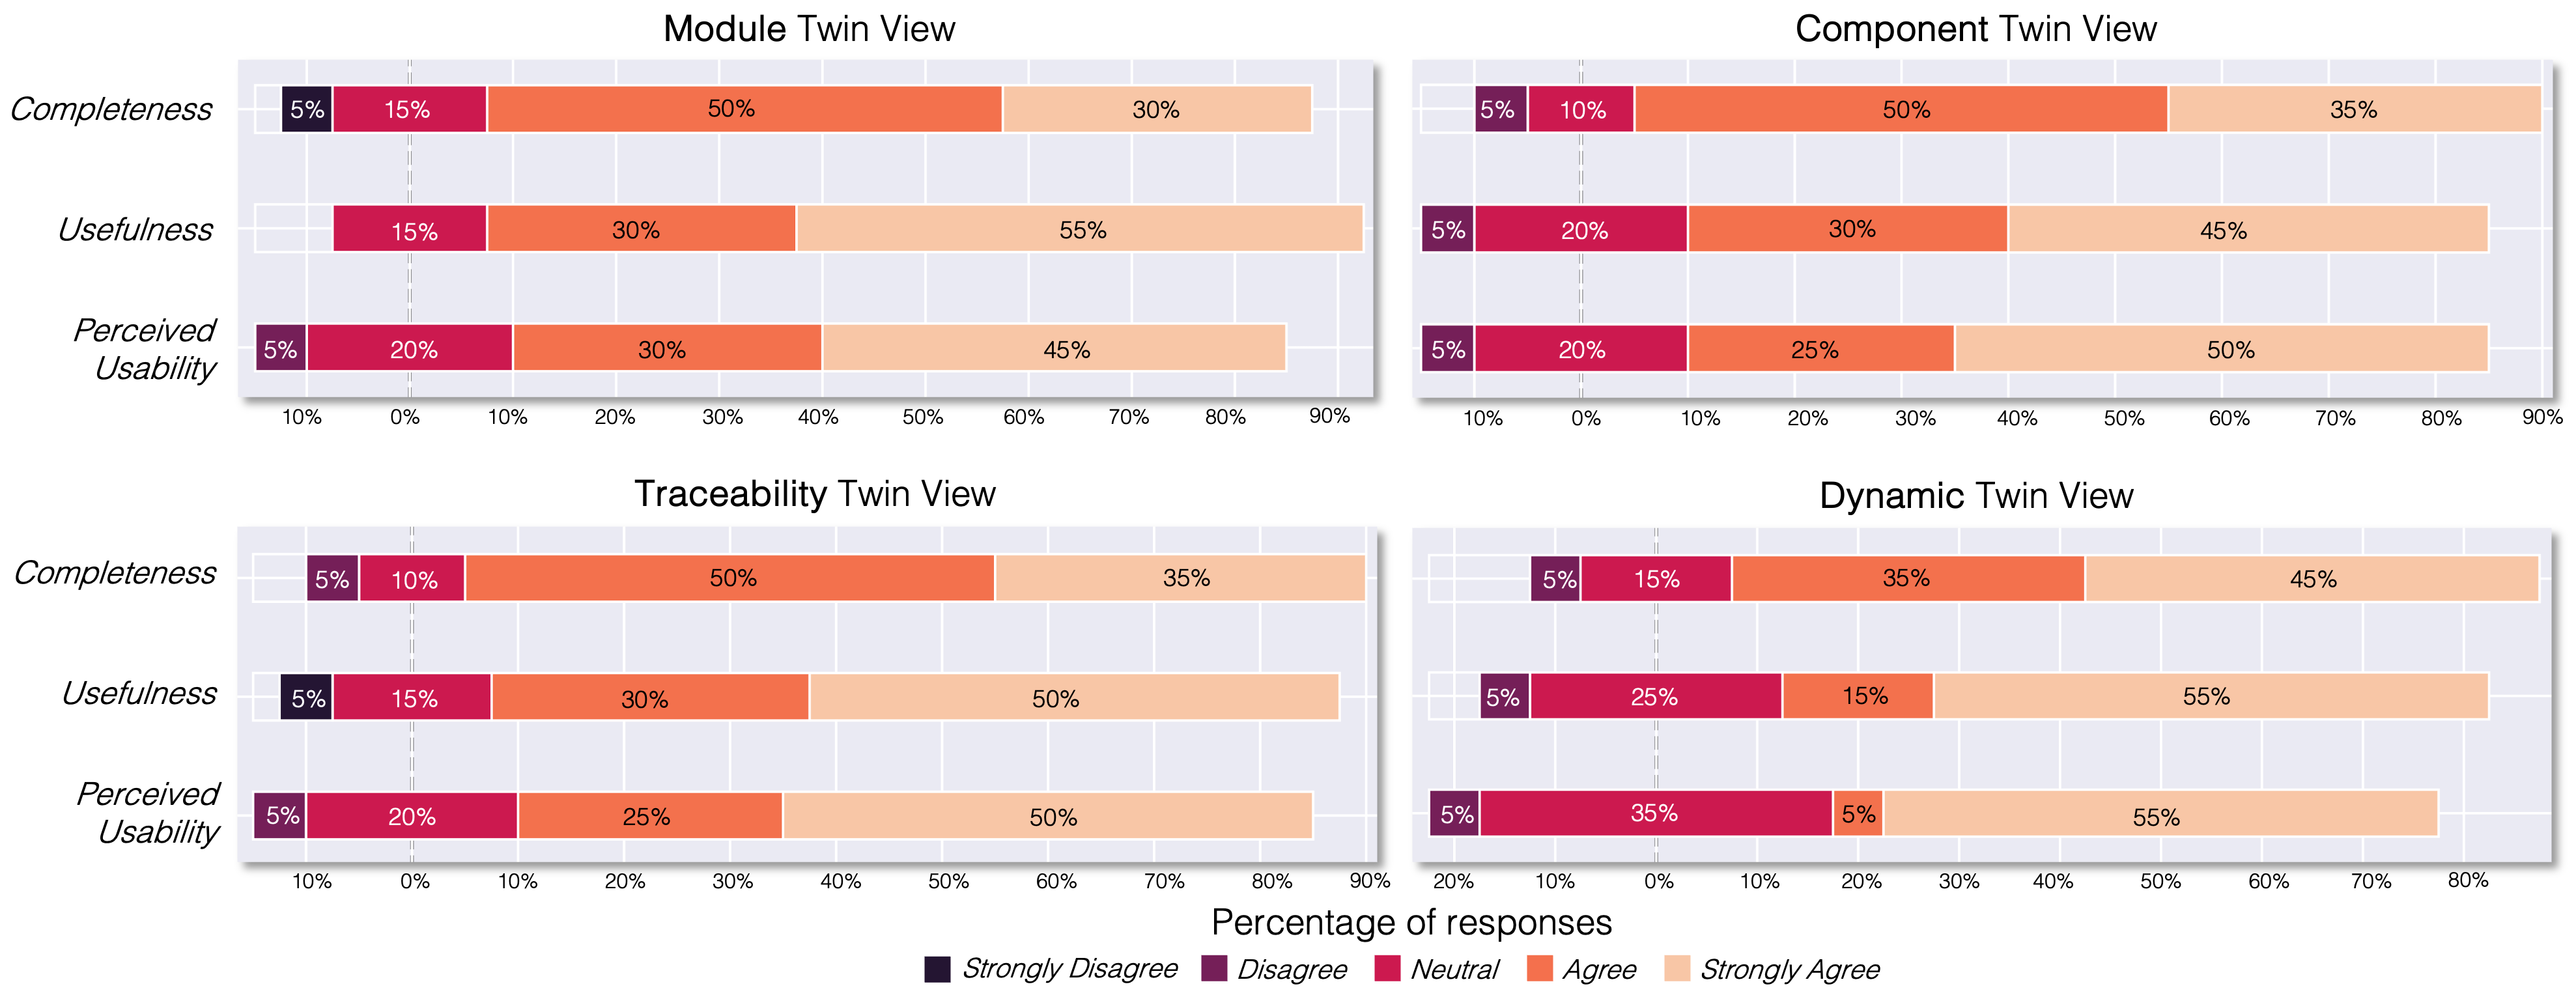 Module Twin View
Completeness 5% 15% 50% 30%
Usefulness 15% 30% 55%
Perceived
Usability 5% 20% 30% 45%
10% 0% 10% 20% 30% 40% 50% 60% 70% 80% 90%
Component Twin View
5% 10% 50% 35%
5% 20% 30% 45%
5% 20% 25% 50%
10% 0% 10% 20% 30% 40% 50% 60% 70% 80% 90%
Traceability Twin View
Completeness 5% 10% 50% 35%
Usefulness 5% 15% 30% 50%
Perceived
Usability 5% 20% 25% 50%
10% 0% 10% 20% 30% 40% 50% 60% 70% 80% 90%
Dynamic Twin View
5% 15% 35% 45%
5% 25% 15% 55%
5% 35% 5% 55%
20% 10% 0% 10% 20% 30% 40% 50% 60% 70% 80%
Percentage of responses
Strongly Disagree Disagree Neutral Agree Strongly Agree